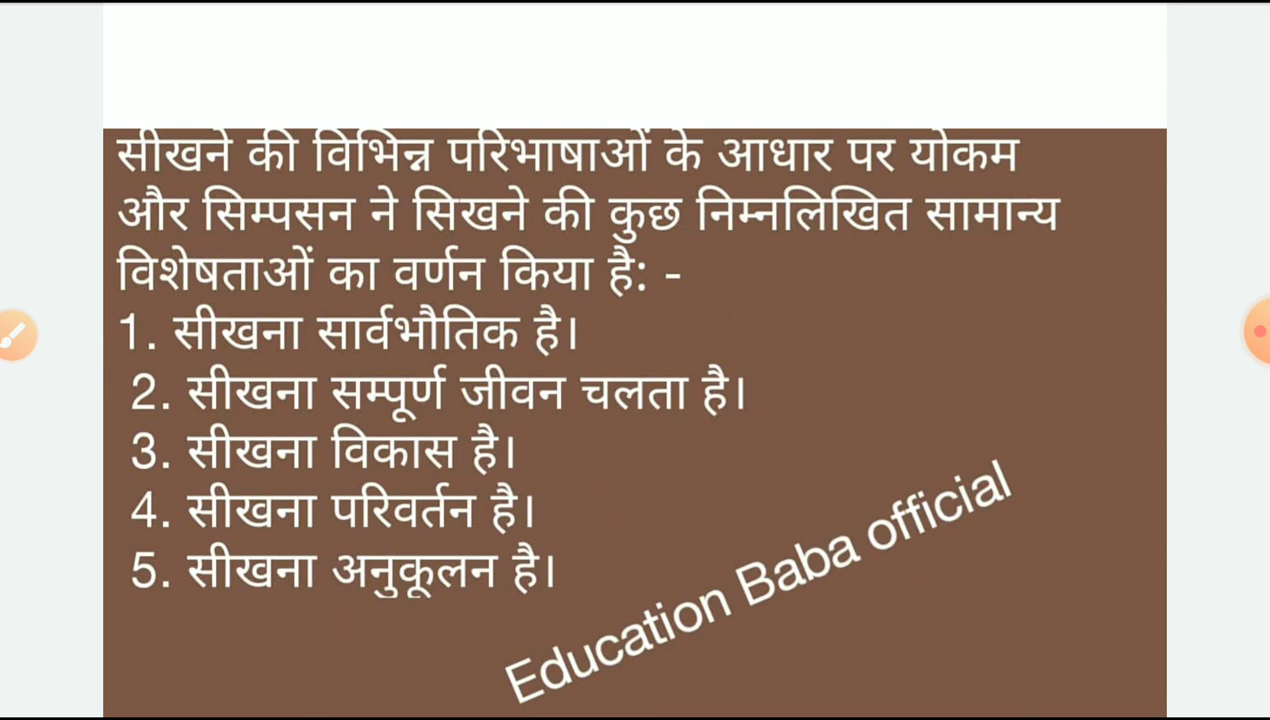 सीखने की विभिन्न परिभाषाओं के आधार पर योकम
और सिम्पसन ने सिखने की कुछ निम्नलिखित सामान्य
विशेषताओं का वर्णन किया है: -
1. सीखना सार्वभौतिक है।
2. सीखना सम्पूर्ण जीवन चलता है।
3. सीखना विकास है।
4. सीखना परिवर्तन है।
5. सीखना अनुकूलन है।
Education Baba official